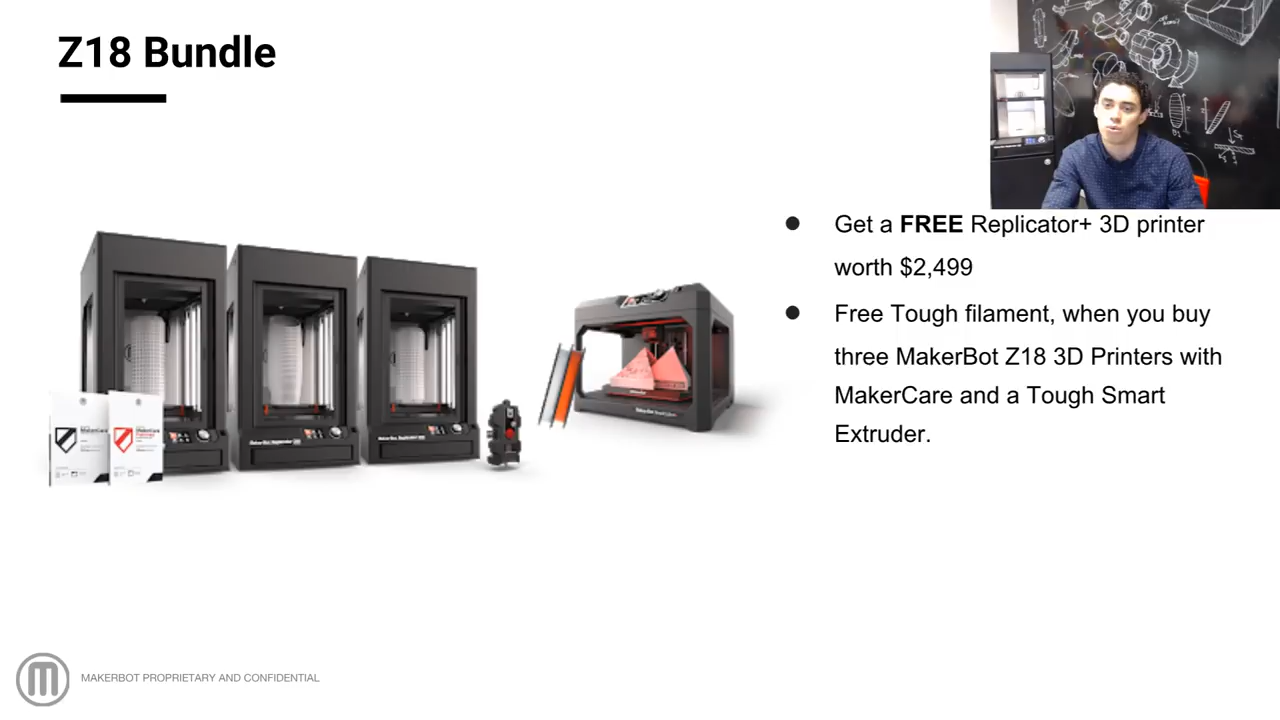 Z18 Bundle
● Get a FREE Replicator+ 3D printer
worth $2,499
● Free Tough filament, when you buy
three MakerBot Z18 3D Printers with
MakerCare and a Tough Smart
Extruder.
MAKERBOT PROPRIETARY AND CONFIDENTIAL